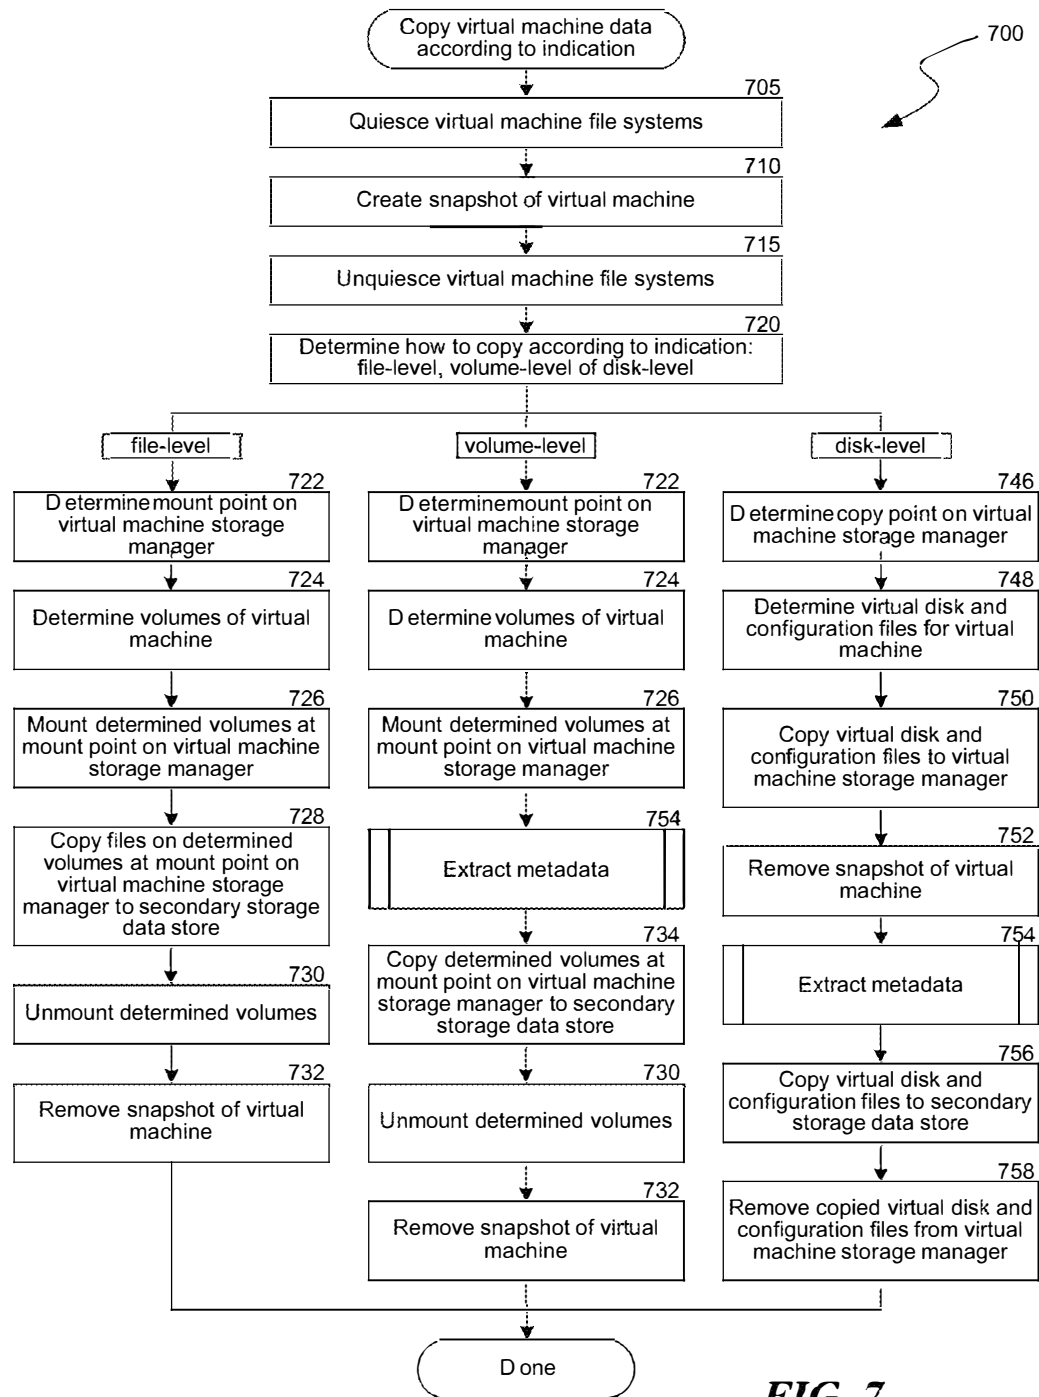 Copy virtual machine data
according to indication
700
705
Quiesce virtual machine file systems
710
Create snapshot of virtual machine
715
Unquiesce virtual machine file systems
720
Determine how to copy according to indication:
file-level, volume-level of disk-level
file-level
722
Determine mount point on
virtual machine storage
manager
724
Determine volumes of virtual
machine
726
Mount determined volumes at
mount point on virtual machine
storage manager
728
Copy files on determined
volumes at mount point on
virtual machine storage
manager to secondary storage
data store
730
Unmount determined volumes
732
Remove snapshot of virtual
machine
volume-level
722
Determine mount point on
virtual machine storage
manager
724
Determine volumes of virtual
machine
726
Mount determined volumes at
mount point on virtual machine
storage manager
754
Extract metadata
734
Copy determined volumes at
mount point on virtual machine
storage manager to secondary
storage data store
730
Unmount determined volumes
732
Remove snapshot of virtual
machine
disk-level
746
Determine copy point on virtual
machine storage manager
748
Determine virtual disk and
configuration files for virtual
machine
750
Copy virtual disk and
configuration files to virtual
machine storage manager
752
Remove snapshot of virtual
machine
754
Extract metadata
756
Copy virtual disk and
configuration files to secondary
storage data store
758
Remove copied virtual disk and
configuration files from virtual
machine storage manager
Done
FIG. 7